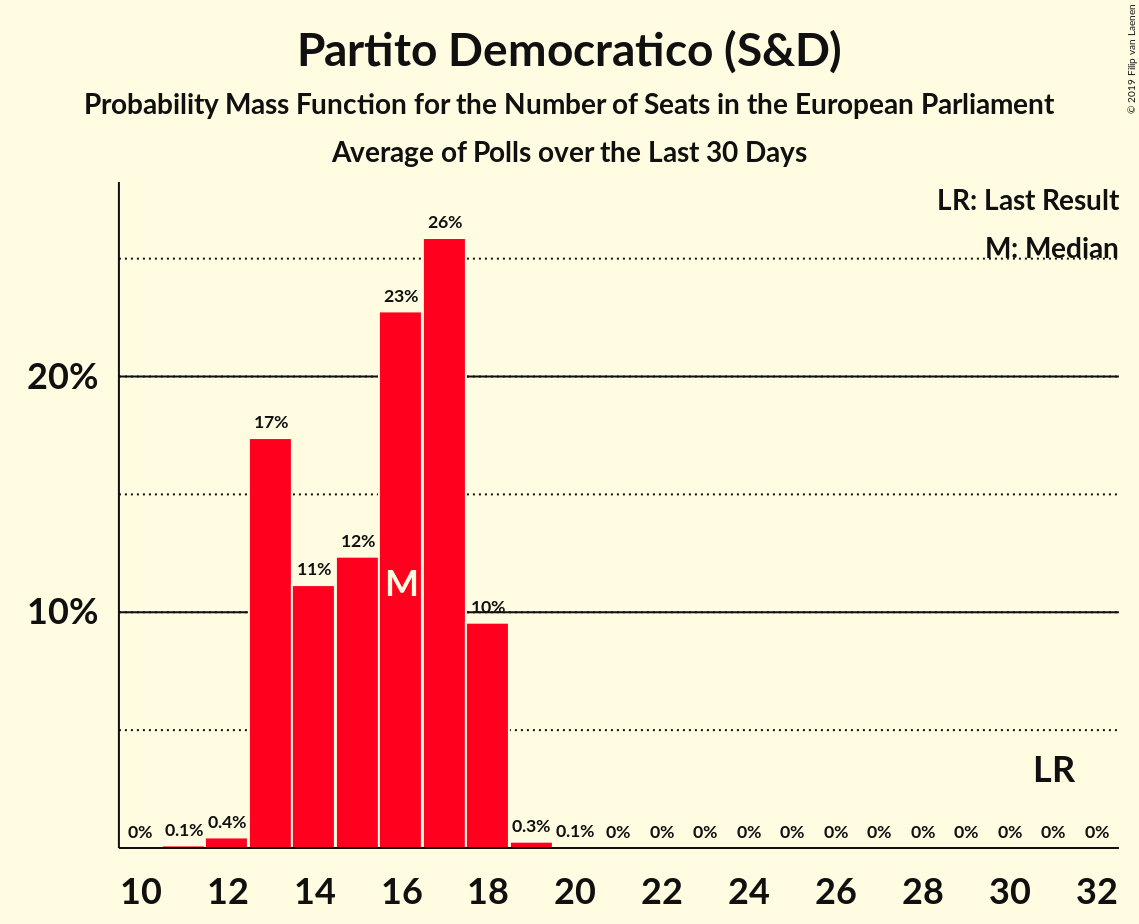 Partito Democratico (S&D)
Probability Mass Function for the Number of Seats in the European Parliament
Average of Polls over the Last 30 Days
© 2019 Filip van Laenen
LR: Last Result
M: Median
26%
23%
20%
17%
12%
11%
M
10%
10%
LR
0% 0.1% 0.4% 0.3% 0.1% 0% 0% 0% 0% 0% 0% 0% 0% 0% 0% 0% 0%
10 12 14 16 18 20 22 24 26 28 30 32